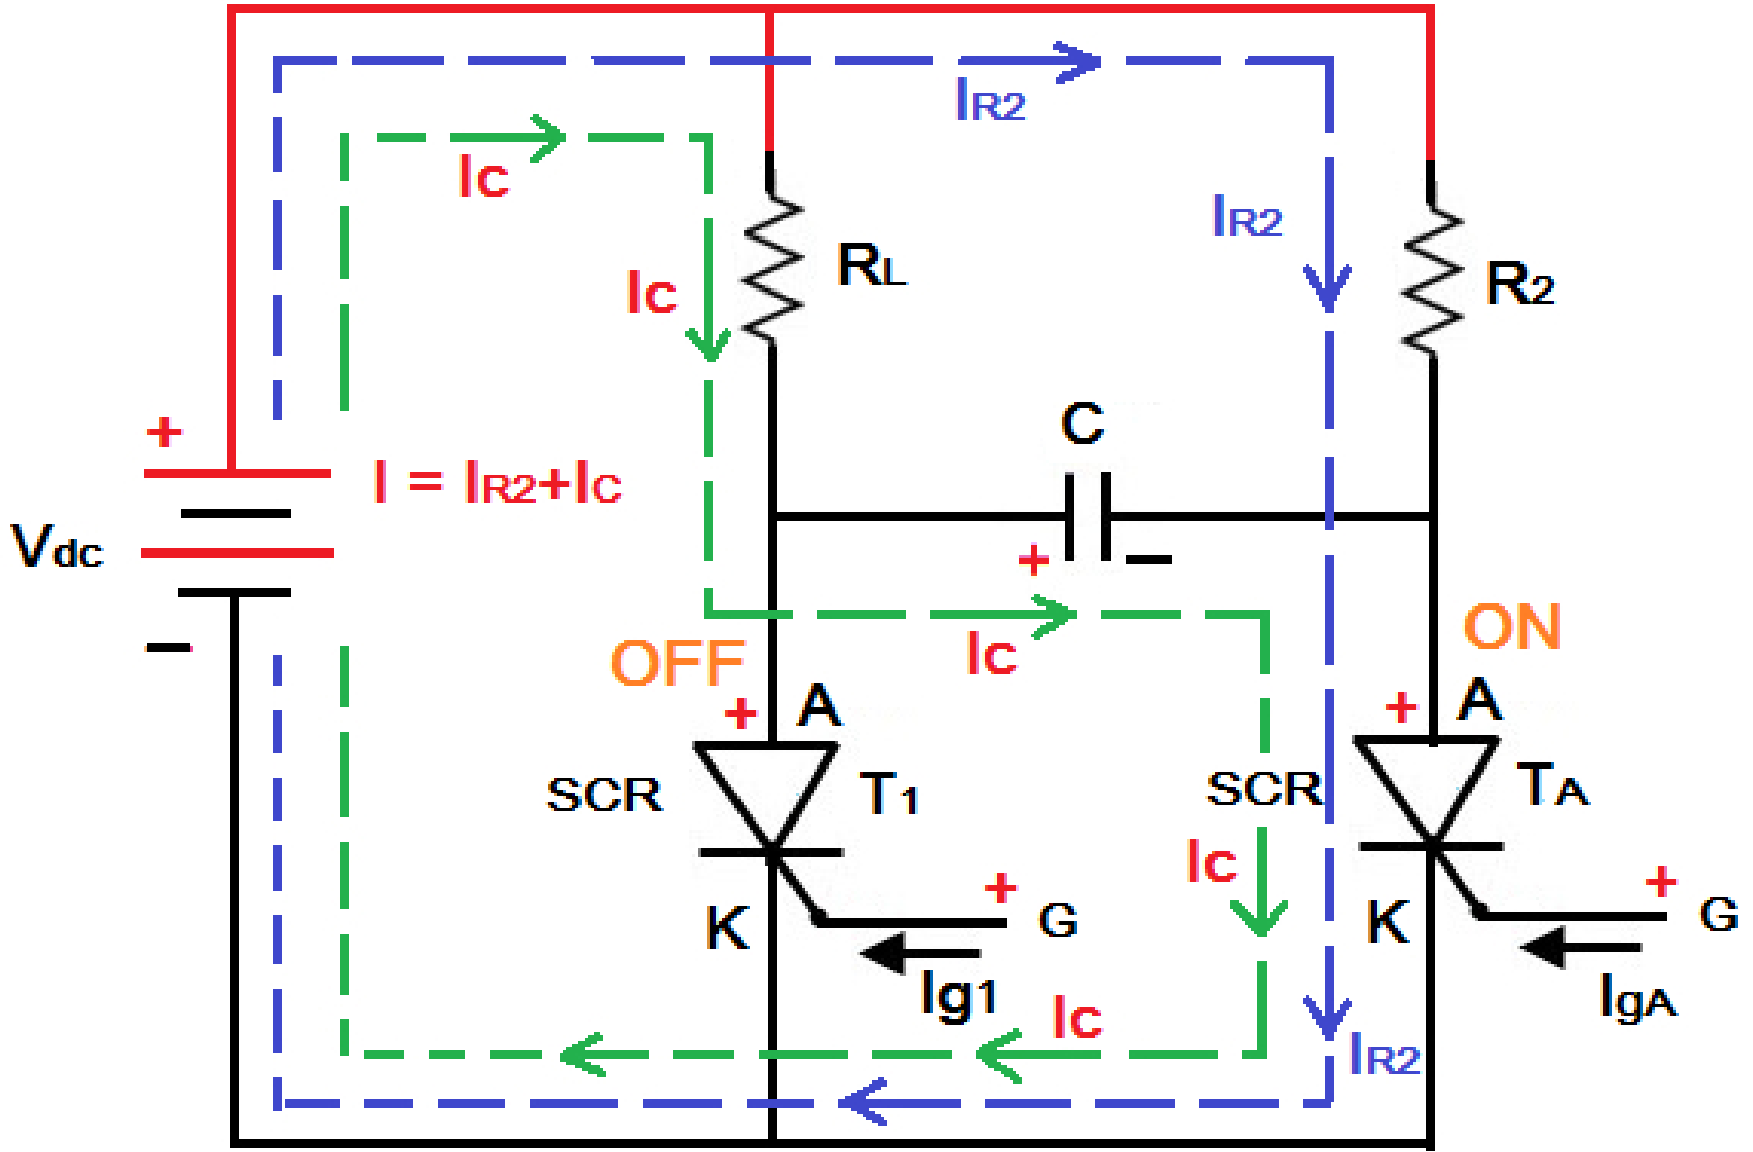 IR2
IC
IR2
RL
IC
R2
C
+
I = IR2+IC
+ −
Vdc
−
OFF
IC
ON
+ A
+ A
SCR
T1
SCR
TA
IC
+
+
K
G
K
G
Ig1
IC
IgA
IR2